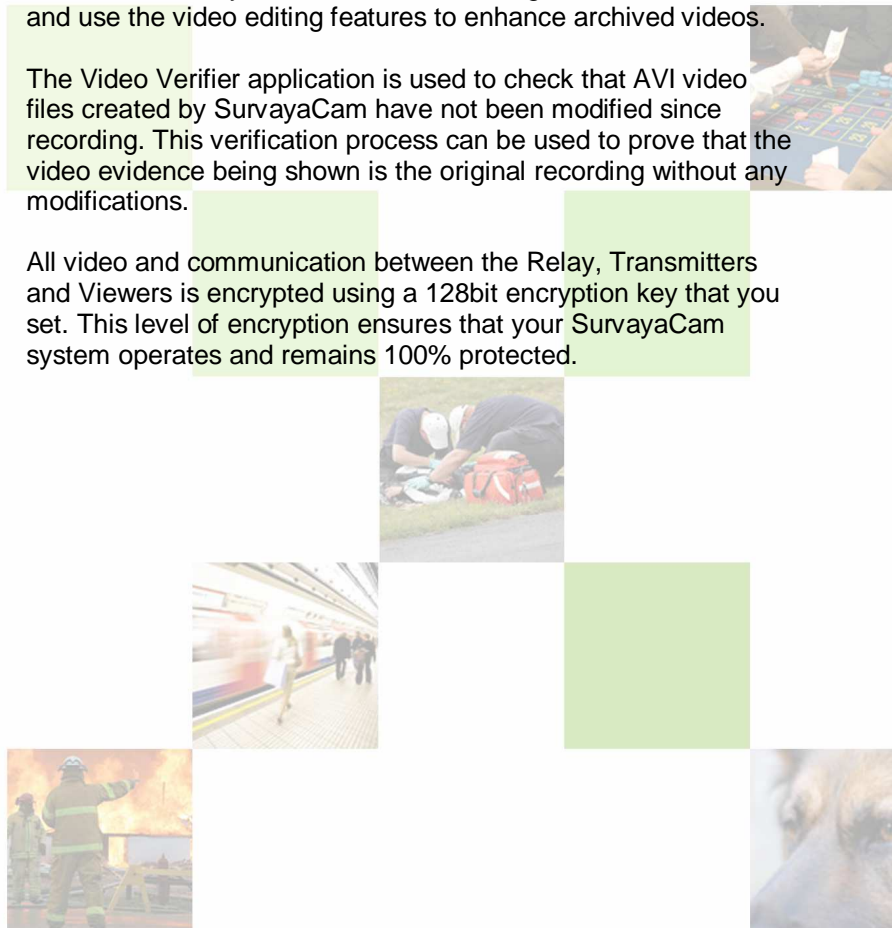 and use the video editing features to enhance archived videos.
The Video Verifier application is used to check that AVI video
files created by SurvayaCam have not been modified since
recording. This verification process can be used to prove that the
video evidence being shown is the original recording without any
modifications.
All video and communication between the Relay, Transmitters
and Viewers is encrypted using a 128bit encryption key that you
set. This level of encryption ensures that your SurvayaCam
system operates and remains 100% protected.